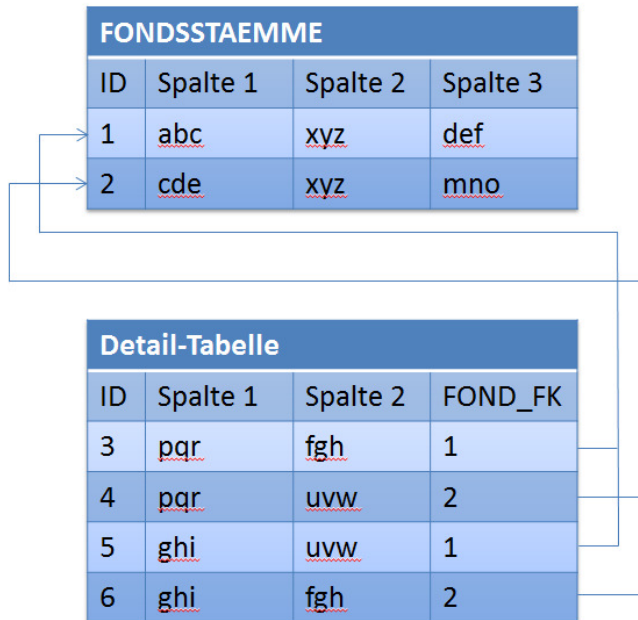 FONDSSTAEMME
ID Spalte 1 Spalte 2 Spalte 3
1 abc xyz def
2 cde xyz mno
Detail-Tabelle
ID Spalte 1 Spalte 2 FOND_FK
3 pqr fgh 1
4 pqr uvw 2
5 ghi uvw 1
6 ghi fgh 2